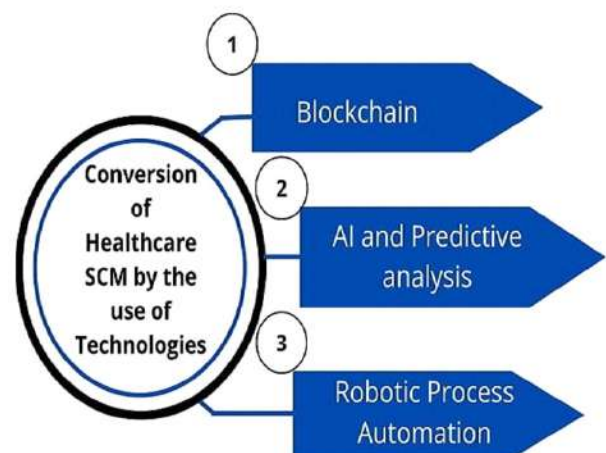 1
Blockchain
Conversion
of
Healthcare
SCM by the
use of
Technologies
2
AI and Predictive
analysis
3
Robotic Process
Automation